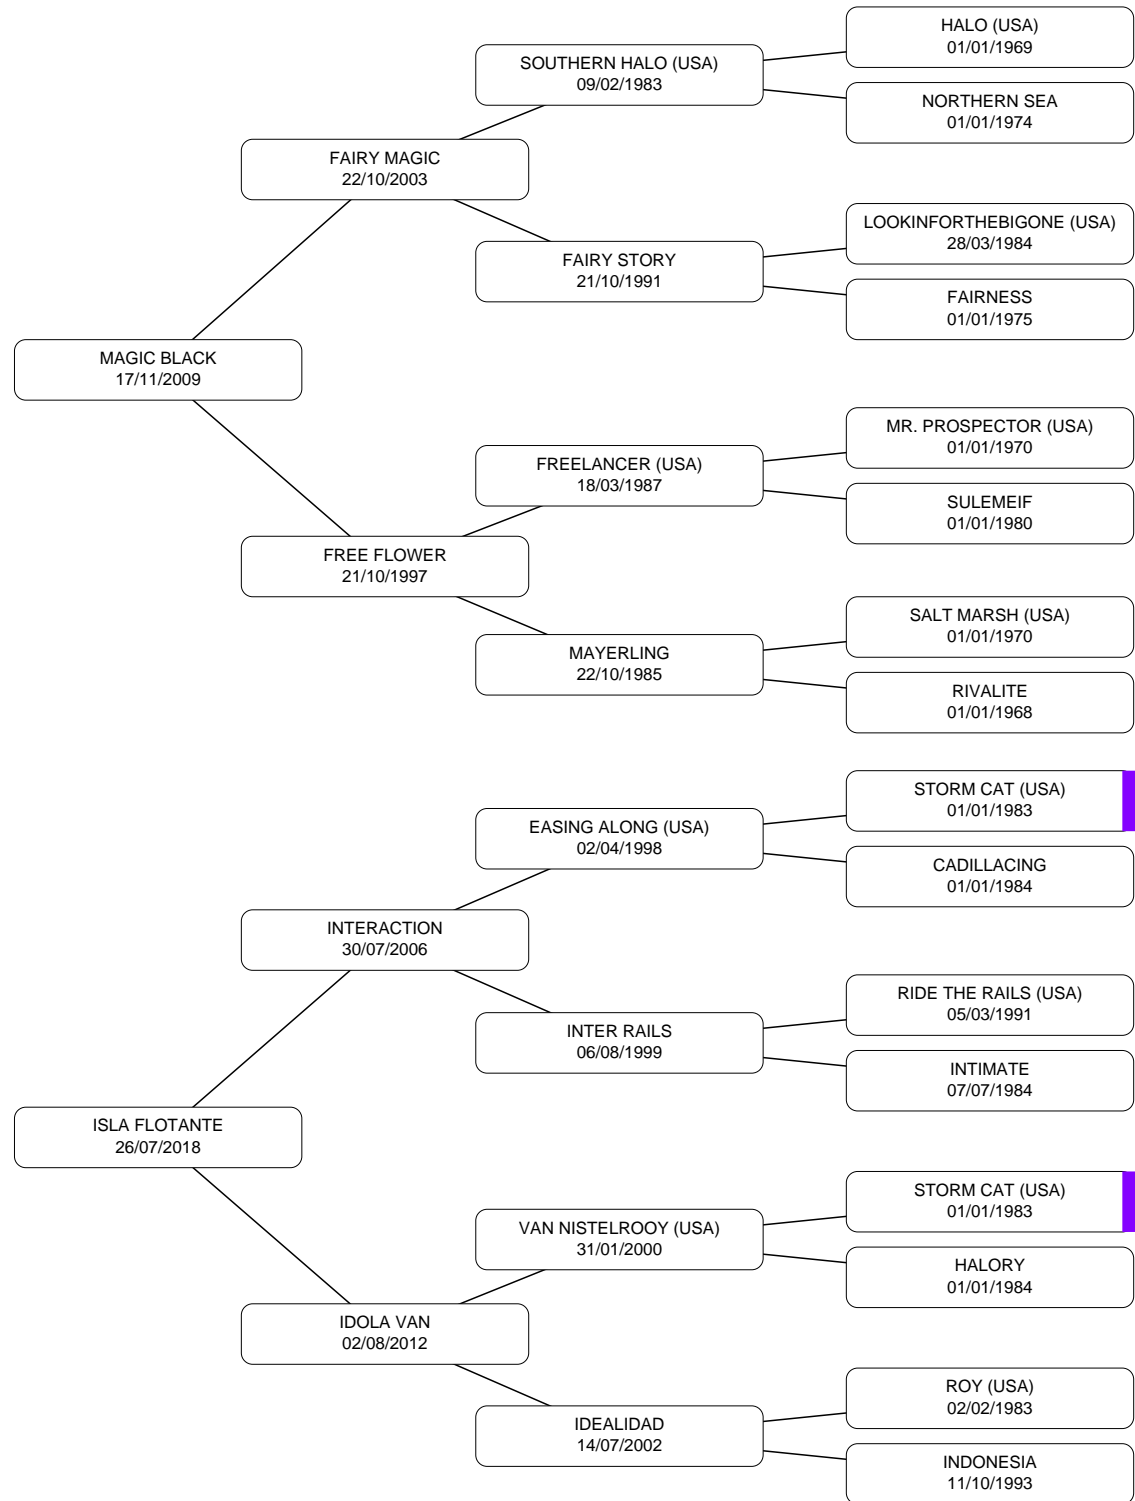 HALO (USA)
01/01/1969
SOUTHERN HALO (USA)
09/02/1983
NORTHERN SEA
01/01/1974
FAIRY MAGIC
22/10/2003
LOOKINFORTHEBIGONE (USA)
28/03/1984
FAIRY STORY
21/10/1991
FAIRNESS
01/01/1975
MAGIC BLACK
17/11/2009
MR. PROSPECTOR (USA)
01/01/1970
FREELANCER (USA)
18/03/1987
SULEMEIF
01/01/1980
FREE FLOWER
21/10/1997
SALT MARSH (USA)
01/01/1970
MAYERLING
22/10/1985
RIVALITE
01/01/1968
STORM CAT (USA)
01/01/1983
EASING ALONG (USA)
02/04/1998
CADILLACING
01/01/1984
INTERACTION
30/07/2006
RIDE THE RAILS (USA)
05/03/1991
INTER RAILS
06/08/1999
INTIMATE
07/07/1984
ISLA FLOTANTE
26/07/2018
STORM CAT (USA)
01/01/1983
VAN NISTELROOY (USA)
31/01/2000
HALORY
01/01/1984
IDOLA VAN
02/08/2012
ROY (USA)
02/02/1983
IDEALIDAD
14/07/2002
INDONESIA
11/10/1993